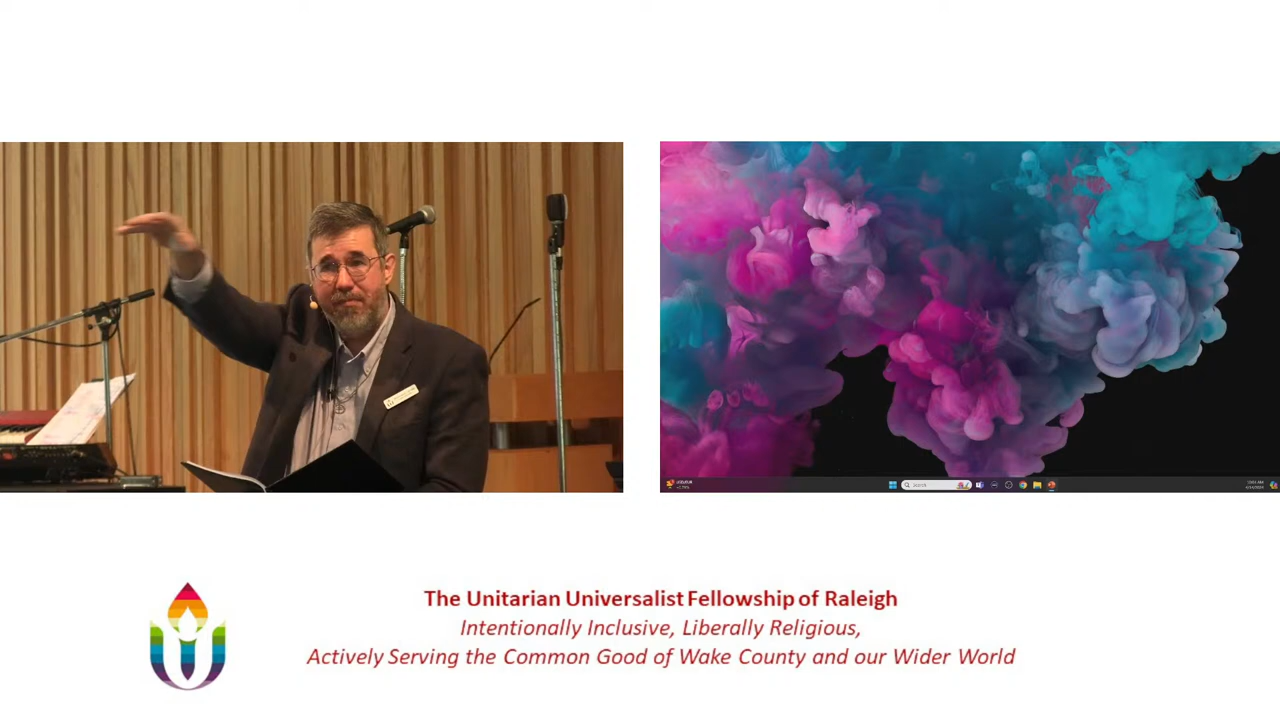 Search
The Unitarian Universalist Fellowship of Raleigh
Intentionally Inclusive, Liberally Religious,
Actively Serving the Common Good of Wake County and our Wider World